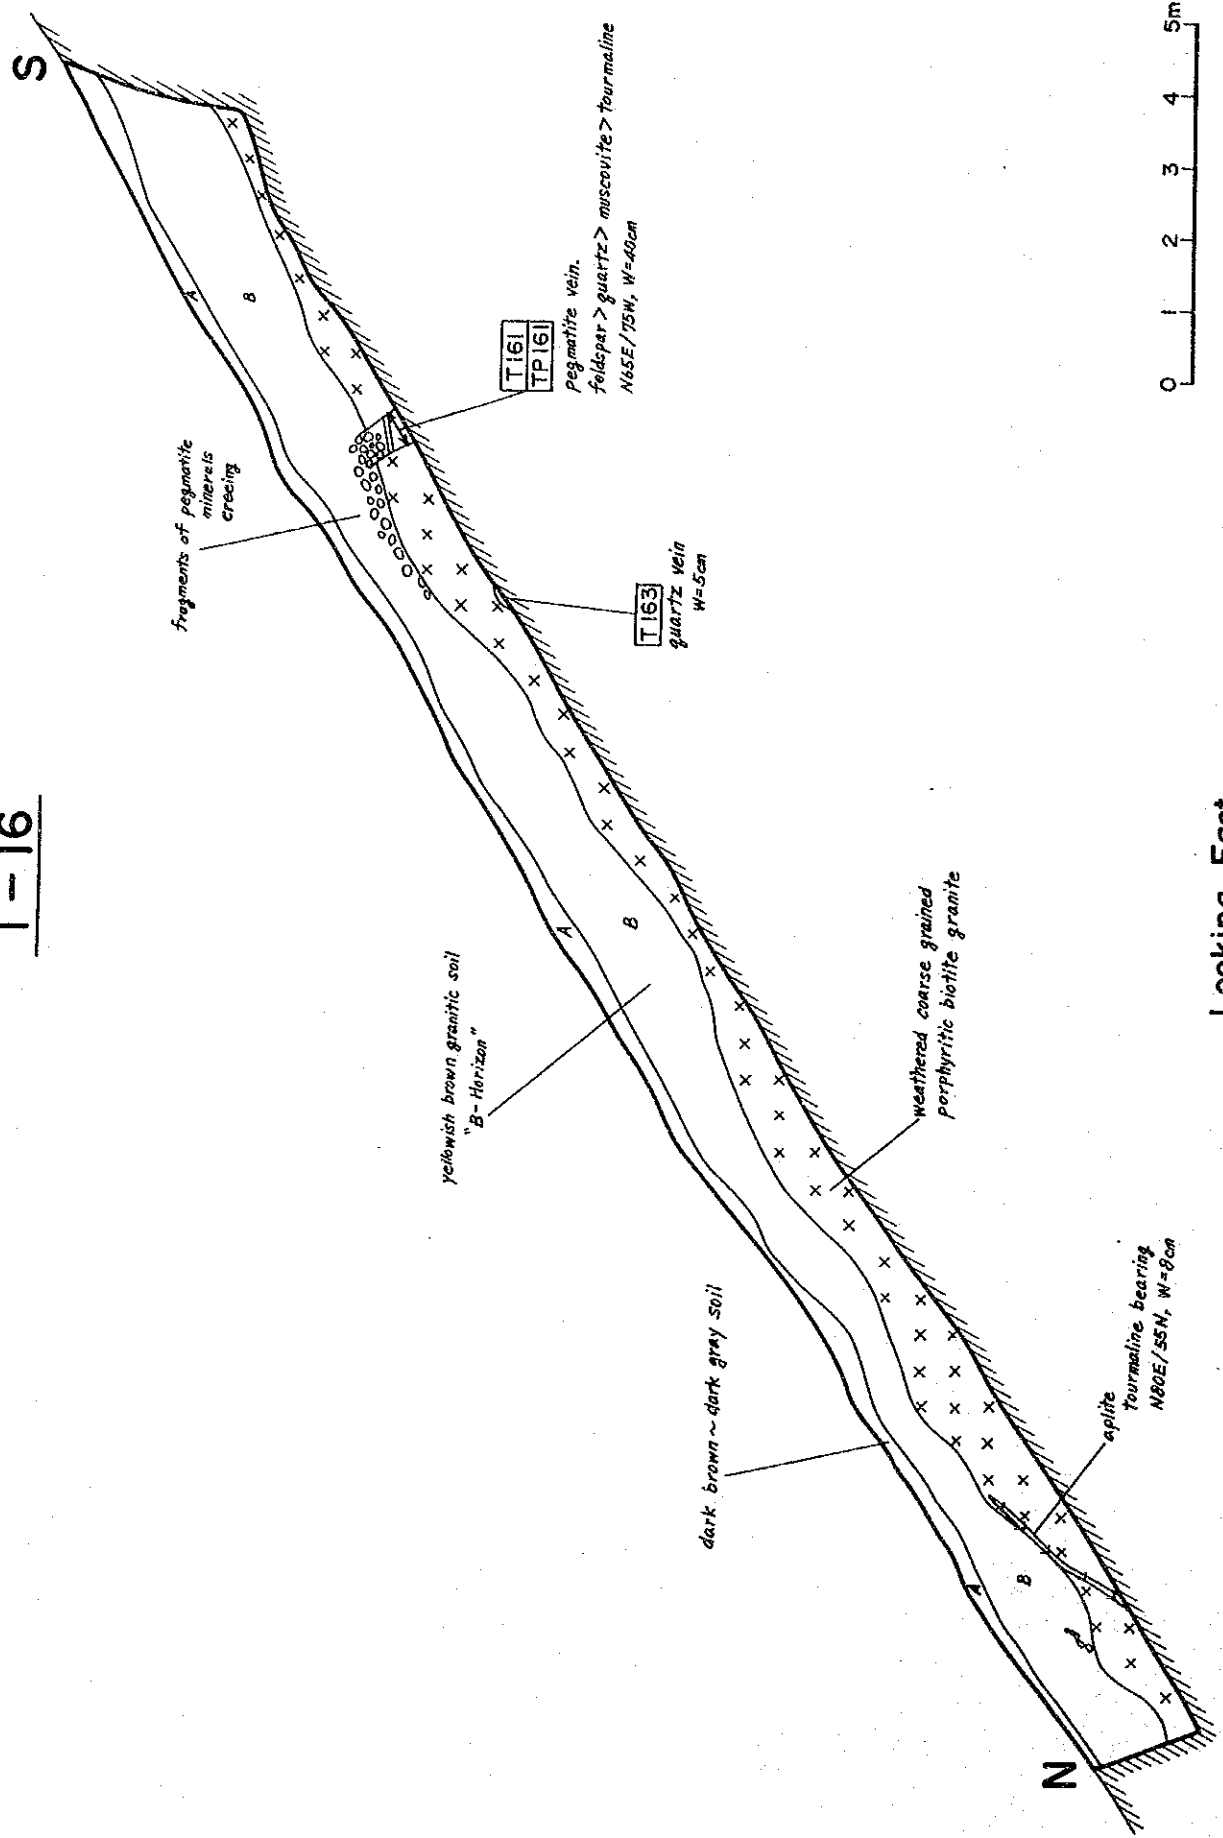 T-16
S
fragments of pegmatite
minerals
creeing
A
B
T161
TP161
pegmatite vein.
foldspar > quartz > muscovite > tourmaline
N65E/75W, W=40cm
T163
quartz vein
W=5cm
yellowish brown granitic soil
"B-Horizon"
A
B
weathered coarse grained
porphyritic biotite granite
dark brown ~ dark gray soil
A
B
aplite
tourmaline bearing
N80E/55N, W=8cm
N
0 1 2 3 4 5m
Looking East